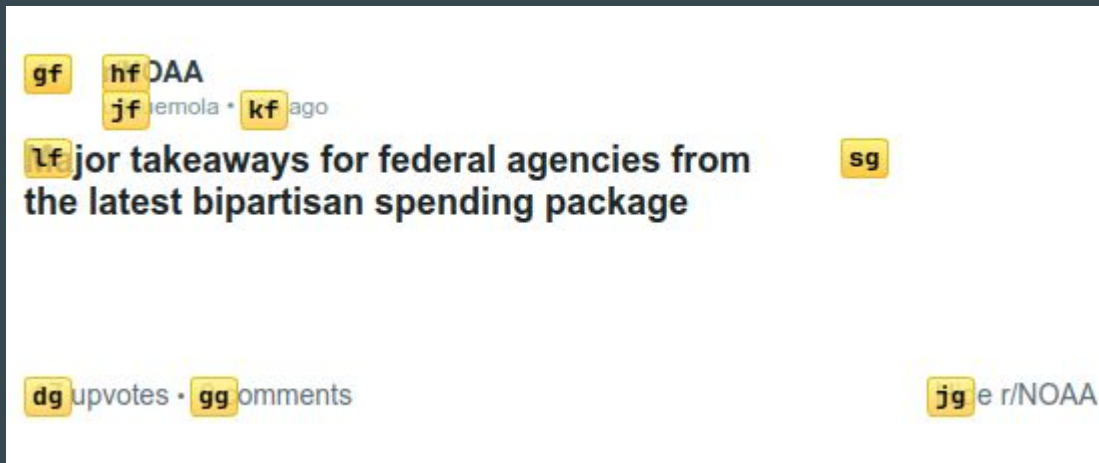 gf hf OAA
jf emola • kf ago
lf jor takeaways for federal agencies from sg
the latest bipartisan spending package
dg upvotes • gg omments jg e r/NOAA